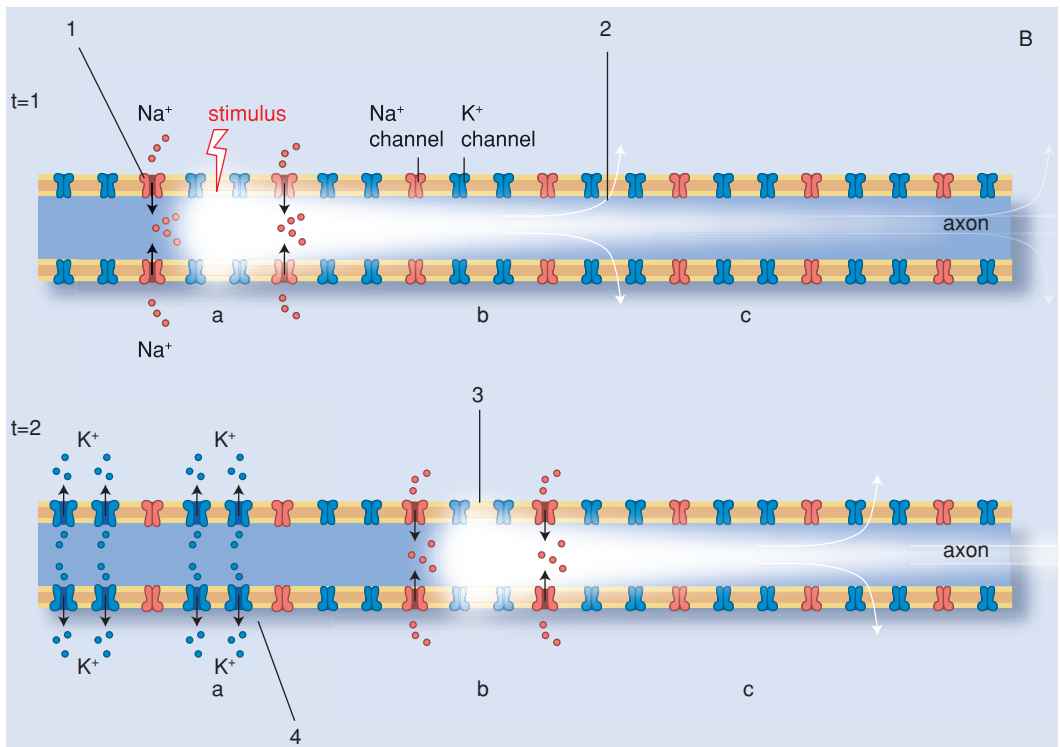 1
2
B
t=1
Na⁺
stimulus
Na⁺
channel
K⁺
channel
axon
a
b
c
Na⁺
3
t=2
K⁺
K⁺
axon
K⁺
K⁺
a
b
c
4